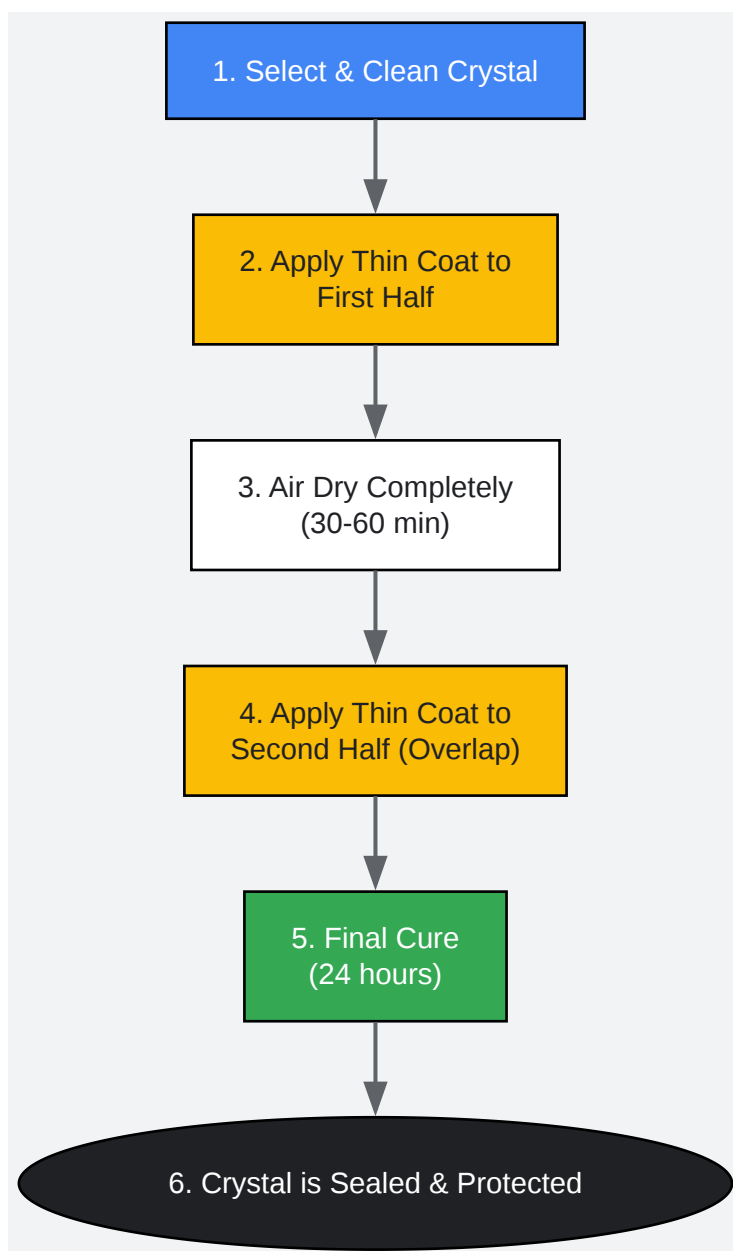 1. Select & Clean Crystal
2. Apply Thin Coat to
First Half
3. Air Dry Completely
(30-60 min)
4. Apply Thin Coat to
Second Half (Overlap)
5. Final Cure
(24 hours)
6. Crystal is Sealed & Protected